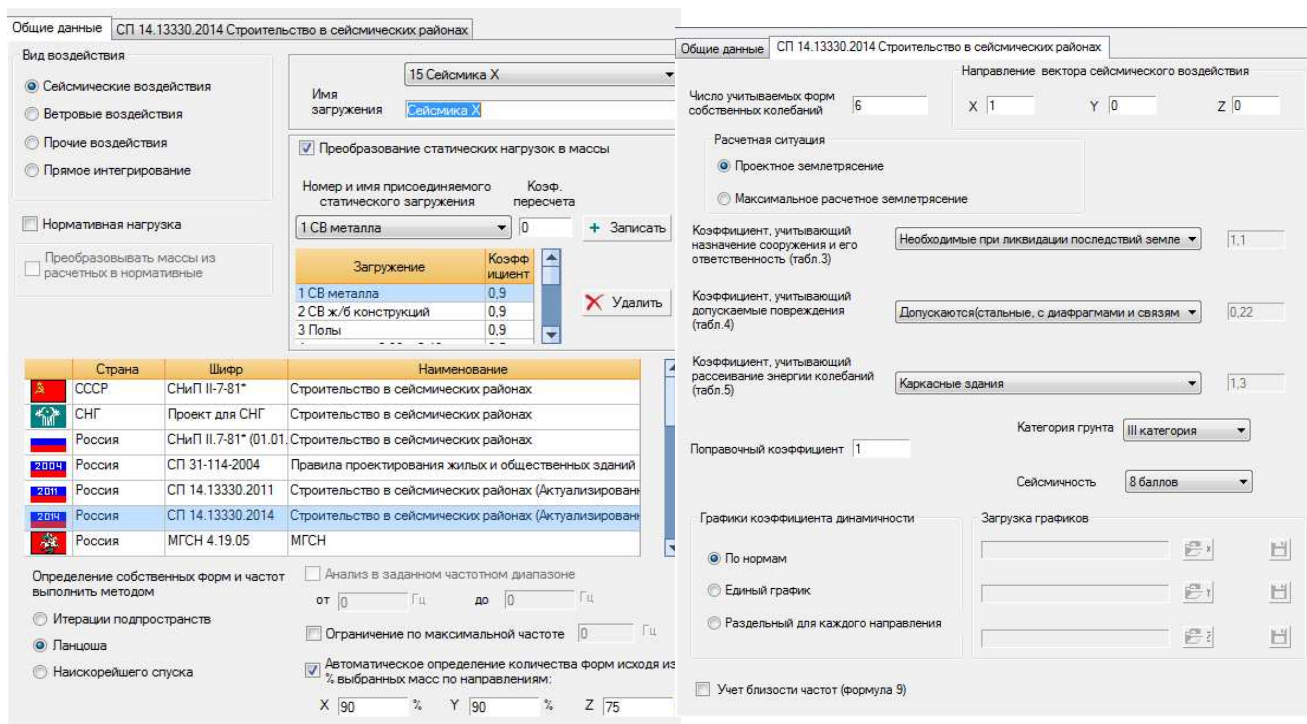 Общие данные СП 14.13330.2014 Строительство в сейсмических районах
Вид воздействия
Сейсмические воздействия
Ветровые воздействия
Прочие воздействия
Прямое интегрирование
Нормативная нагрузка
Преобразовывать массы из
расчетных в нормативные
15 Сейсмика X
Имя
загружения Сейсмика X
Преобразование статических нагрузок в массы
Номер и имя присоединяемого
статического загружения
Коэф.
пересчета
1 СВ металла 0 + Записать
Загружение Коэфф
ициент
1 СВ металла 0,9
2 СВ ж/б конструкций 0,9
3 Полы 0,9
Удалить
Страна Шифр Наименование
СССР СНиП II-7-81* Строительство в сейсмических районах
СНГ Проект для СНГ Строительство в сейсмических районах
Россия СНиП II.7-81* (01.01. Строительство в сейсмических районах
2004 Россия СП 31-114-2004 Правила проектирования жилых и общественных зданий
2011 Россия СП 14.13330.2011 Строительство в сейсмических районах (Актуализирован
2014 Россия СП 14.13330.2014 Строительство в сейсмических районах (Актуализирован
Россия МГСН 4.19.05 МГСН
Определение собственных форм и частот
выполнить методом
Итерации подпространств
Ланцоша
Наискорейшего спуска
Анализ в заданном частотном диапазоне
от 0 Гц до 0 Гц
Ограничение по максимальной частоте 0 Гц
Автоматическое определение количества форм исходя из
% выбранных масс по направлениям:
X 90 % Y 90 % Z 75
Общие данные СП 14.13330.2014 Строительство в сейсмических районах
Число учитываемых форм
собственных колебаний 6
Направление вектора сейсмического воздействия
X 1 Y 0 Z 0
Расчетная ситуация
Проектное землетрясение
Максимальное расчетное землетрясение
Коэффициент, учитывающий
назначение сооружения и его
ответственность (табл.3)
Необходимые при ликвидации последствий земле 1,1
Коэффициент, учитывающий
допускаемые повреждения
(табл.4)
Допускаются(стальные, с диафрагмами и связям 0,22
Коэффициент, учитывающий
рассеивание энергии колебаний
(табл.5)
Каркасные здания 1,3
Категория грунта III категория
Поправочный коэффициент 1
Сейсмичность 8 баллов
Графики коэффициента динамичности
По нормам
Единый график
Раздельный для каждого направления
Загрузка графиков
X
Y
Z
Учет близости частот (формула 9)